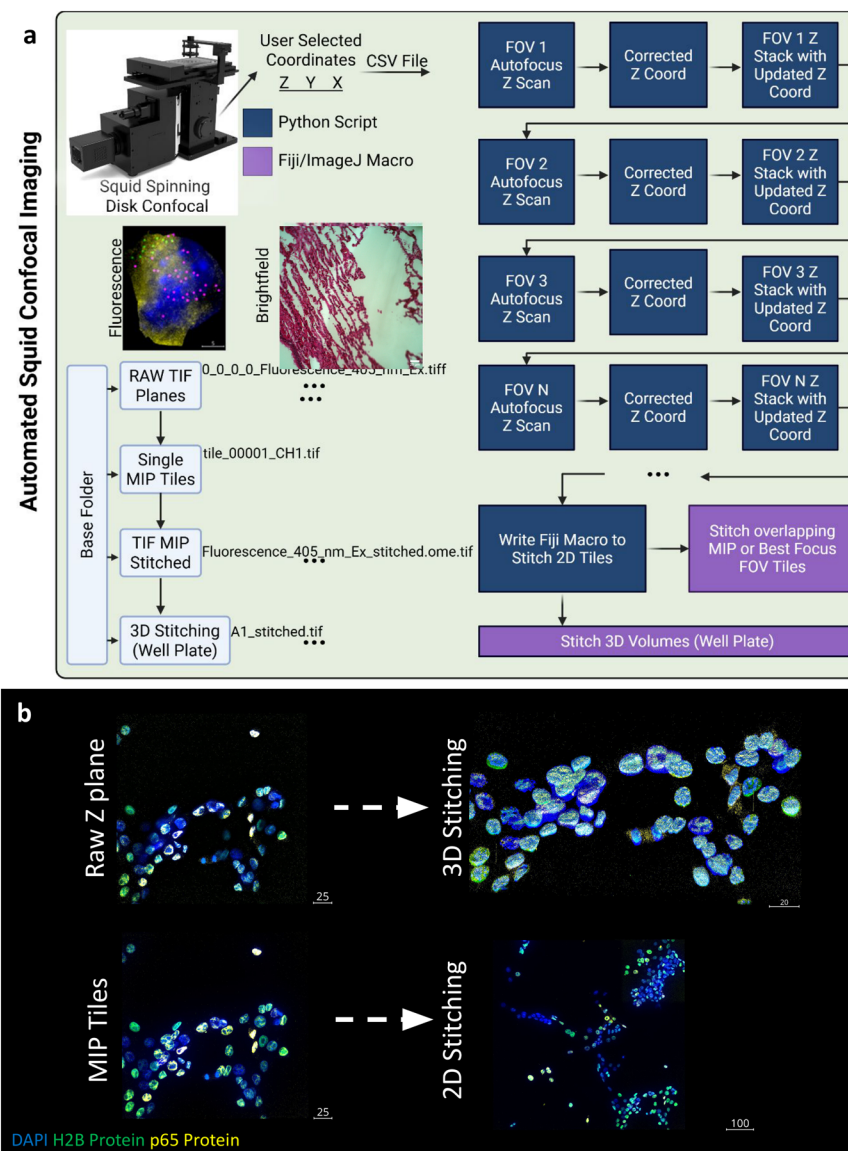 a
Automated Squid Confocal Imaging
Squid Spinning
Disk Confocal
User Selected
Coordinates
Z Y X
CSV File
Python Script
Fiji/ImageJ Macro
Fluorescence
Brightfield
FOV 1
Autofocus
Z Scan
Corrected
Z Coord
FOV 1 Z
Stack with
Updated Z
Coord
FOV 2
Autofocus
Z Scan
Corrected
Z Coord
FOV 2 Z
Stack with
Updated Z
Coord
FOV 3
Autofocus
Z Scan
Corrected
Z Coord
FOV 3 Z
Stack with
Updated Z
Coord
FOV N
Autofocus
Z Scan
Corrected
Z Coord
FOV N Z
Stack with
Updated Z
Coord
Base Folder
RAW TIF
Planes
0_0_0_0_Fluorescence_405_nm_Ex.tiff
•••
•••
Single
MIP Tiles
tile_00001_CH1.tif
TIF MIP
Stitched
Fluorescence_405_nm_Ex_stitched.ome.tif
•••
3D Stitching
(Well Plate)
A1_stitched.tif
•••
•••
Write Fiji Macro to
Stitch 2D Tiles
Stitch overlapping
MIP or Best Focus
FOV Tiles
Stitch 3D Volumes (Well Plate)
b
Raw Z plane
25
3D Stitching
20
MIP Tiles
25
2D Stitching
100
DAPI H2B Protein p65 Protein